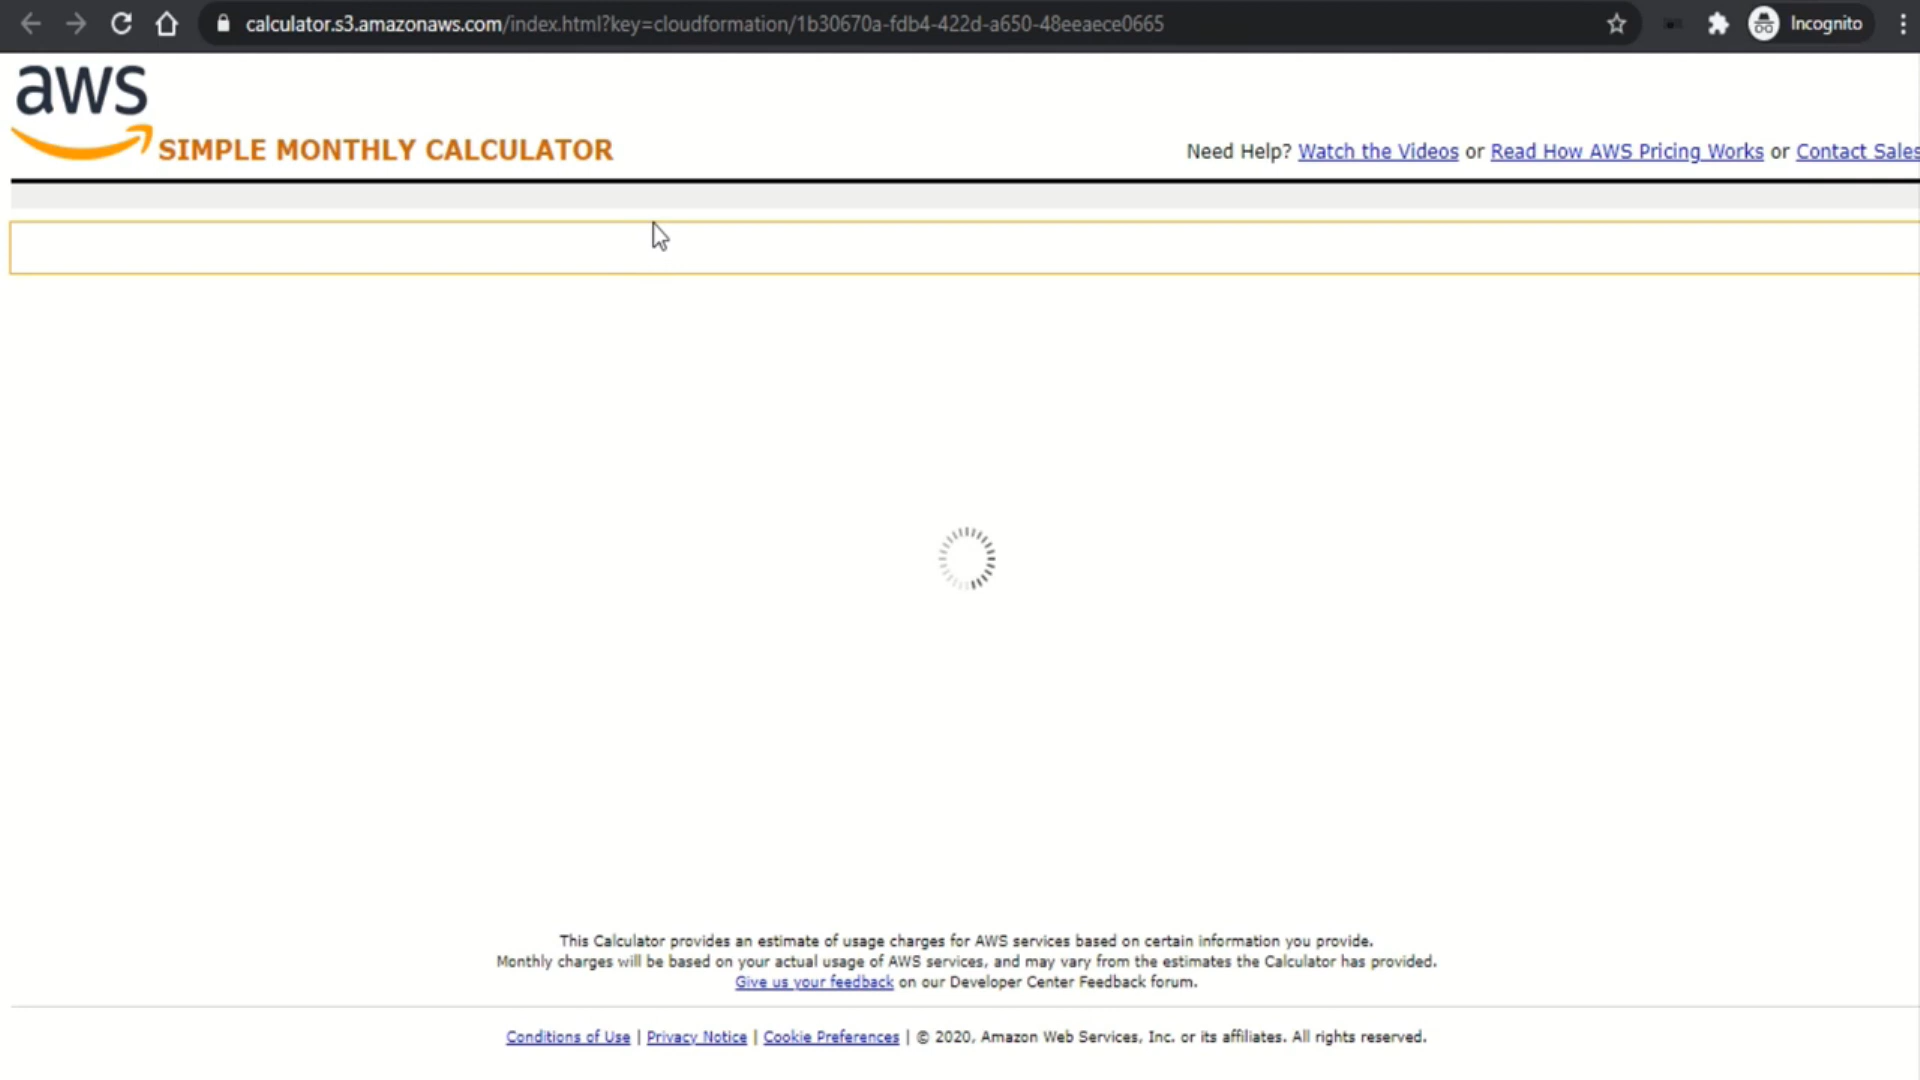 calculator.s3.amazonaws.com/index.html?key=cloudformation/1b30670a-fdb4-422d-a650-48eeaece0665
Incognito
aws
SIMPLE MONTHLY CALCULATOR
Need Help? Watch the Videos or Read How AWS Pricing Works or Contact Sales
This Calculator provides an estimate of usage charges for AWS services based on certain information you provide.
Monthly charges will be based on your actual usage of AWS services, and may vary from the estimates the Calculator has provided.
Give us your feedback on our Developer Center Feedback forum.
Conditions of Use | Privacy Notice | Cookie Preferences | © 2020, Amazon Web Services, Inc. or its affiliates. All rights reserved.